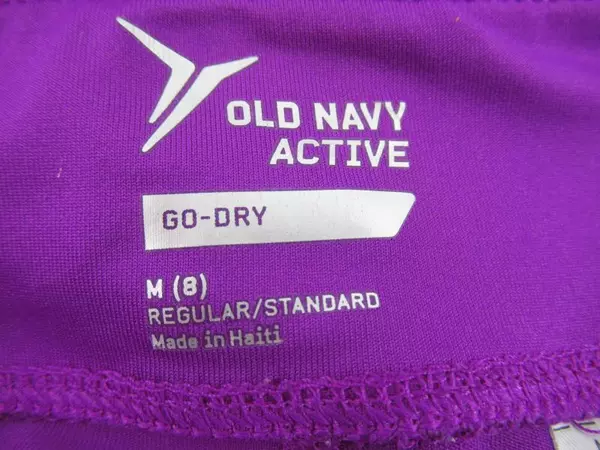 OLD NAVY
ACTIVE
GO-DRY
M (8)
REGULAR/STANDARD
Made in Haiti